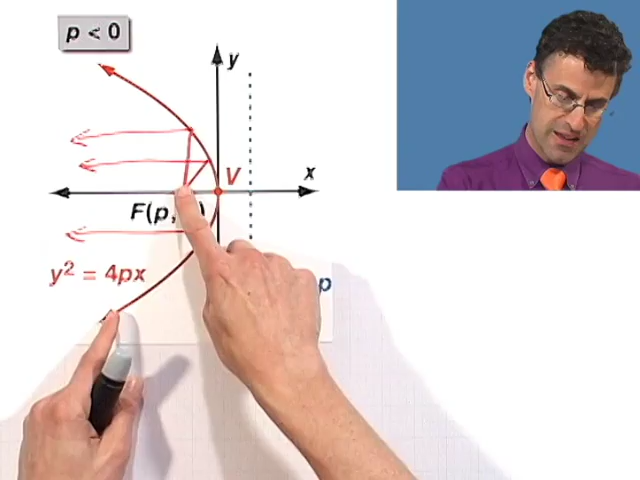 p < 0
y
x
V
F(p,
y² = 4px
p